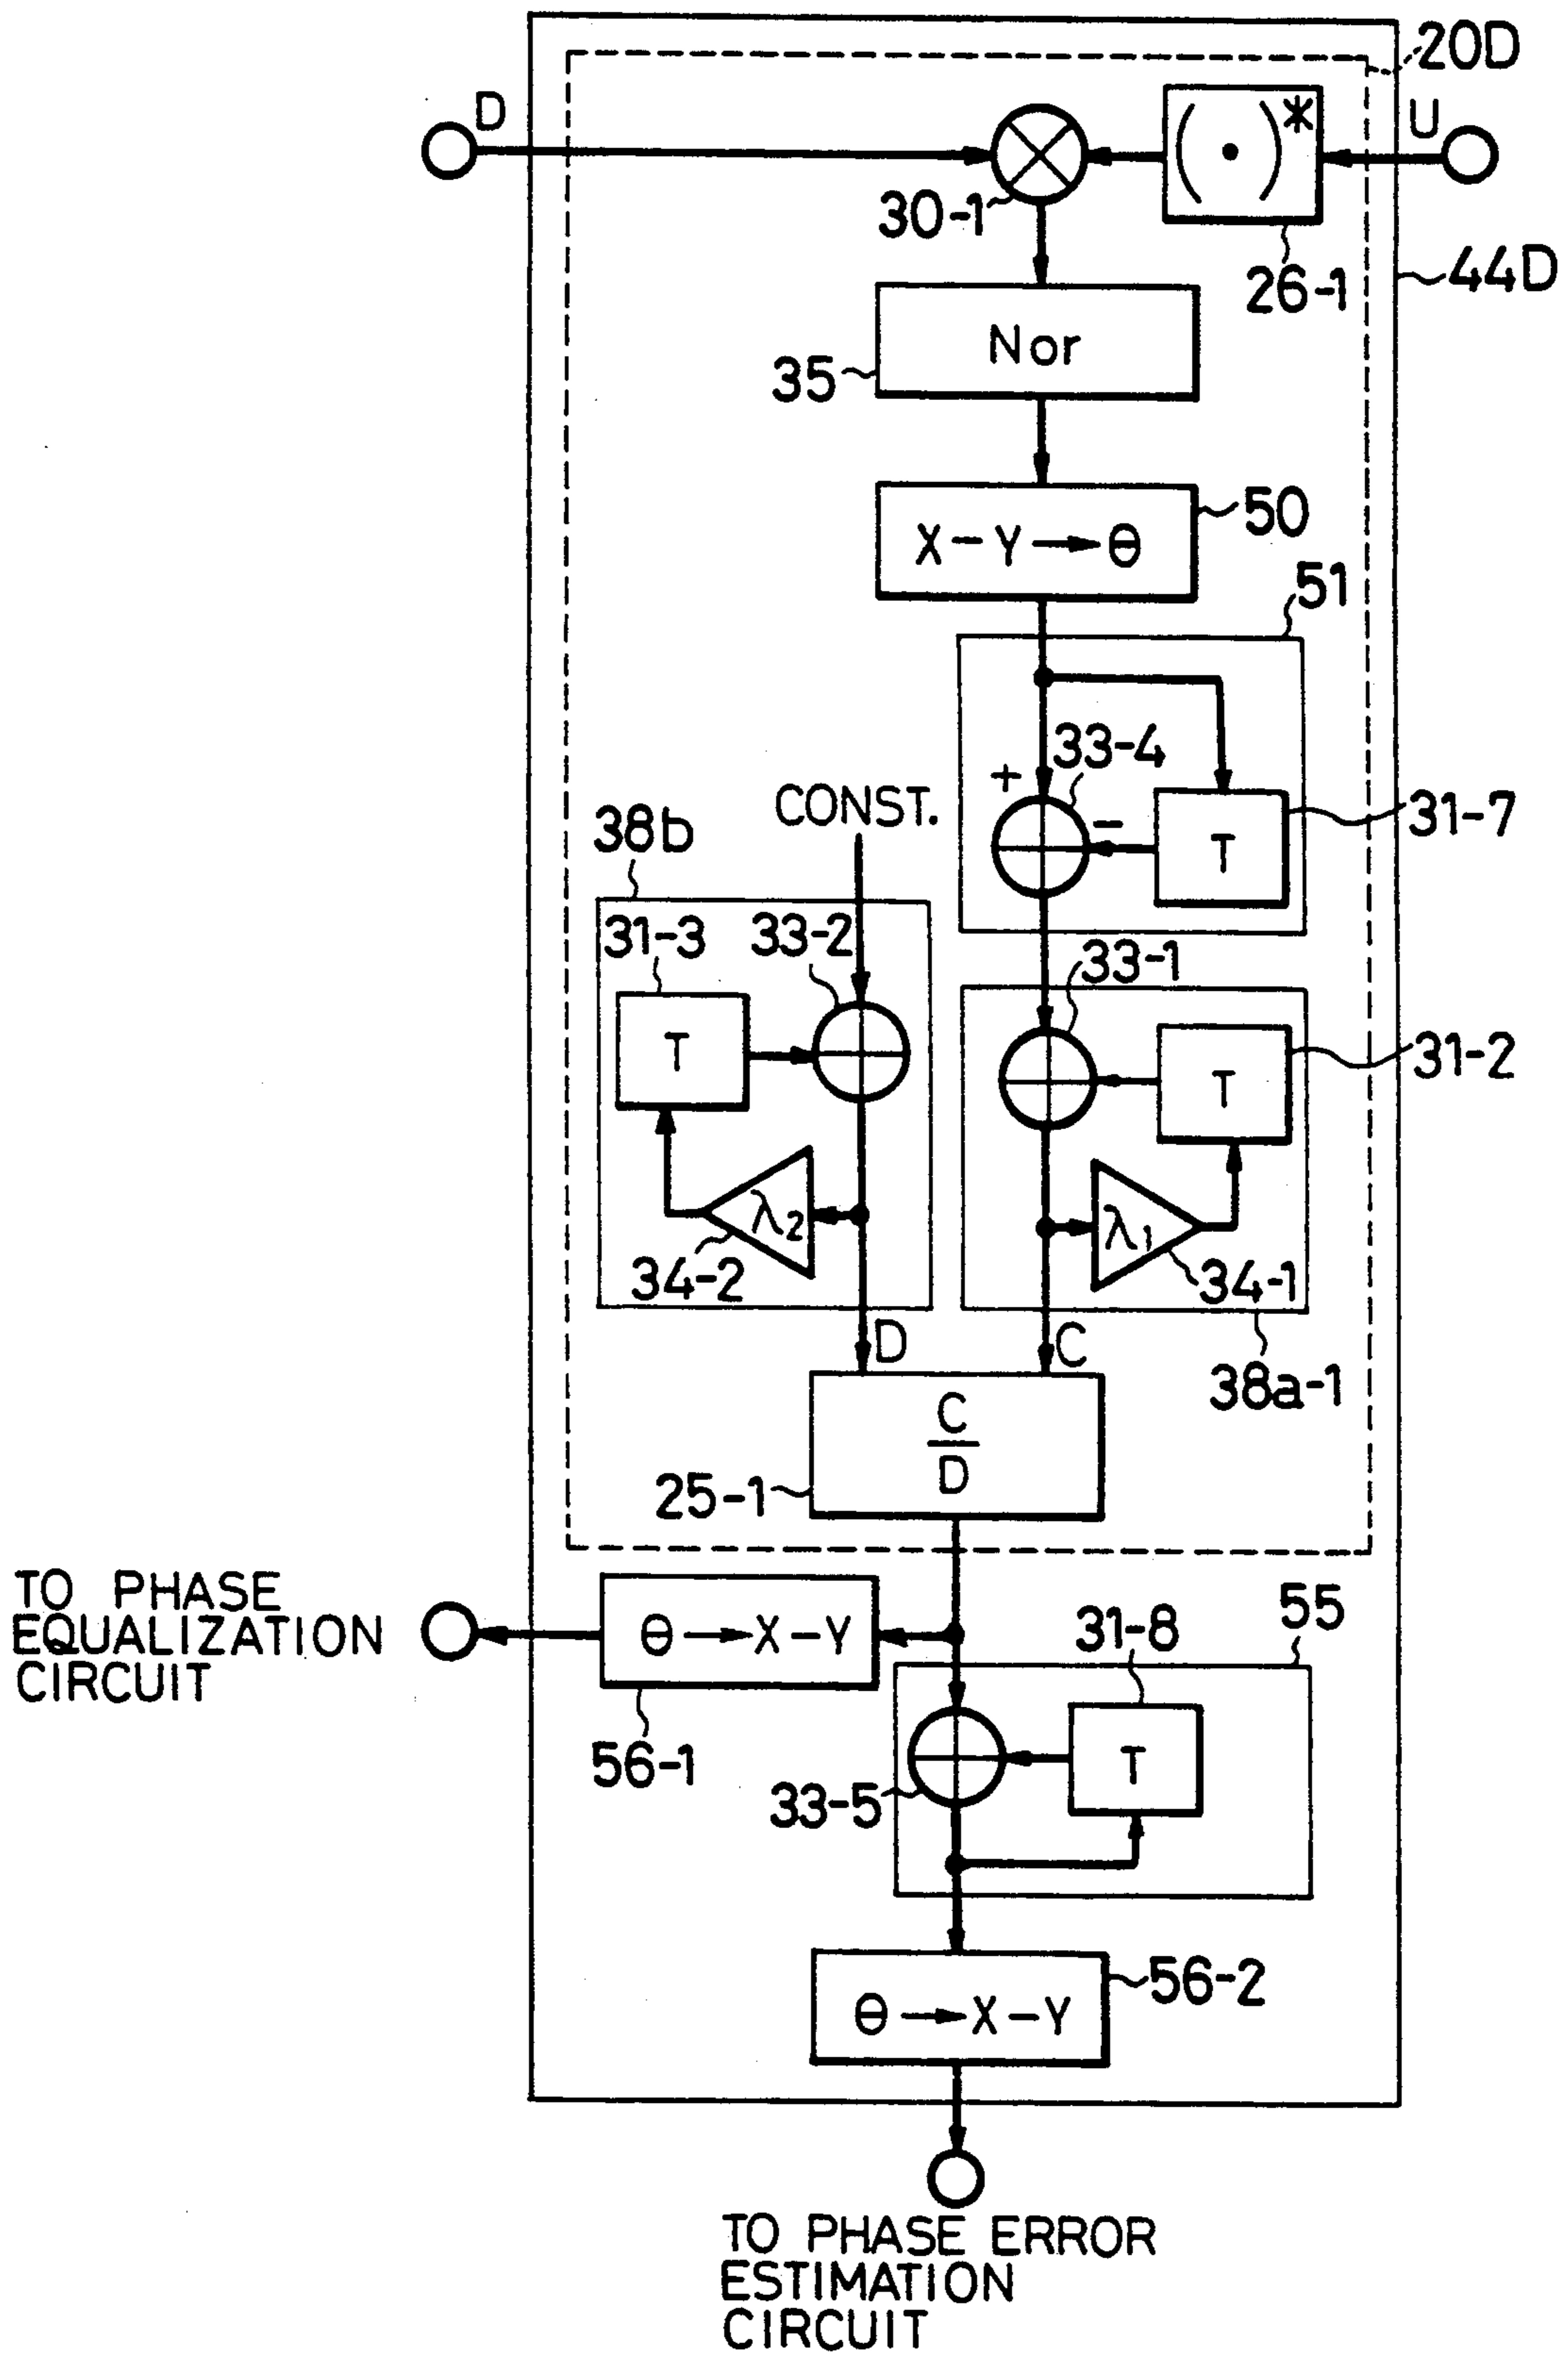 20D
D
( • )*
U
30-1
26-1
44D
Nor
35
50
X-Y→θ
51
33-4
+
-
CONST.
38b
31-7
T
31-3
33-2
33-1
T
31-2
T
λ2
λ1
34-2
34-1
D
C
38a-1
C
D
25-1
TO PHASE
EQUALIZATION
CIRCUIT
θ→X-Y
31-8
55
T
56-1
33-5
56-2
θ→X-Y
TO PHASE ERROR
ESTIMATION
CIRCUIT